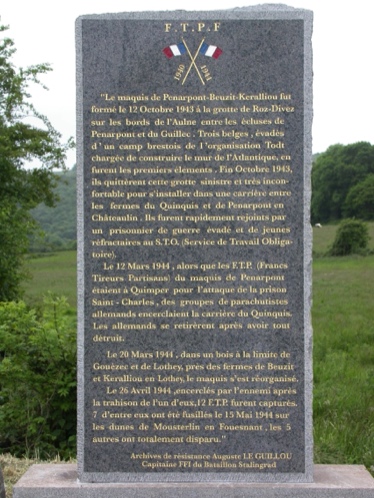 F.T.P.F
1940 1944
"Le maquis de Penarpont-Beuzit-Keralliou fut
formé le 12 Octobre 1943 à la grotte de Roz-Divez
sur les bords de l'Aulne entre les écluses de
Penarpont et du Guillec . Trois belges , évadés
d'un camp brestois de l'organisation Todt
chargée de construire le mur de l'Atlantique, en
furent les premiers éléments . Fin Octobre 1943,
ils quittèrent cette grotte sinistre et très incon-
fortable pour s'installer dans une carrière entre
les fermes du Quinquis et de Penarpont en
Châteaulin . Ils furent rapidement rejoints par
un prisonnier de guerre évadé et de jeunes
réfractaires au S.T.O. (Service de Travail Obliga-
toire).
Le 12 Mars 1944 , alors que les F.T.P. (Francs
Tireurs Partisans) du maquis de Penarpont
étaient à Quimper pour l'attaque de la prison
Saint - Charles , des groupes de parachutistes
allemands encerclaient la carrière du Quinquis.
Les allemands se retirèrent après avoir tout
détruit.
Le 20 Mars 1944 , dans un bois à la limite de
Gouézec et de Lothey, près des fermes de Beuzit
et Keralliou en Lothey, le maquis s'est réorganisé.
Le 26 Avril 1944 ,encerclés par l'ennemi après
la trahison de l'un d'eux,12 F.T.P. furent capturés.
7 d'entre eux ont été fusillés le 15 Mai 1944 sur
les dunes de Mousterlin en Fouesnant , les 5
autres ont totalement disparu."
Archives de résistance Auguste LE GUILLOU
Capitaine FFI du Bataillon Stalingrad